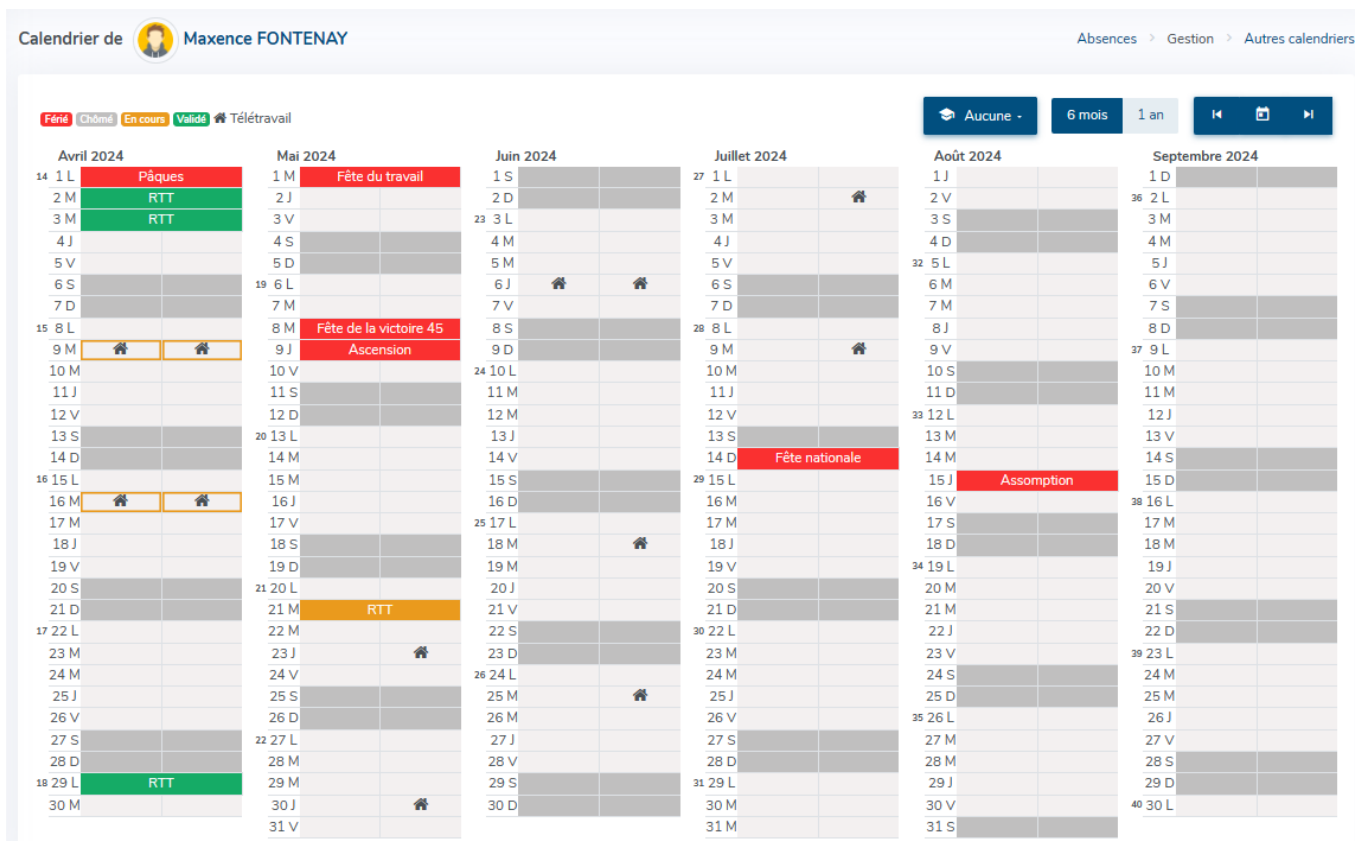 Calendrier de Maxence FONTENAY Absences > Gestion > Autres calendriers
Férié Chômé En cours Validé Télétravail Aucune 6 mois 1 an
Avril 2024 Mai 2024 Juin 2024 Juillet 2024 Août 2024 Septembre 2024
14 1 L Pâques 1 M Fête du travail 1 S 27 1 L 1 J 1 D
2 M RTT 2 J 2 D 2 M 2 V 36 2 L
3 M RTT 3 V 23 3 L 3 M 3 S 3 M
4 J 4 S 4 M 4 J 4 D 4 M
5 V 5 D 5 M 5 V 32 5 L 5 J
6 S 19 6 L 6 J 6 S 6 M 6 V
7 D 7 M 7 V 7 D 7 M 7 S
15 8 L 8 M Fête de la victoire 45 8 S 28 8 L 8 J 8 D
9 M 9 J Ascension 9 D 9 M 9 V 37 9 L
10 M 10 V 24 10 L 10 M 10 S 10 M
11 J 11 S 11 M 11 J 11 D 11 M
12 V 12 D 12 M 12 V 33 12 L 12 J
13 S 20 13 L 13 J 13 S 13 M 13 V
14 D 14 M 14 V 14 D Fête nationale 14 M 14 S
16 15 L 15 M 15 S 29 15 L 15 J Assomption 15 D
16 M 16 J 16 D 16 M 16 V 38 16 L
17 M 17 V 25 17 L 17 M 17 S 17 M
18 J 18 S 18 M 18 J 18 D 18 M
19 V 19 D 19 M 19 V 34 19 L 19 J
20 S 21 20 L 20 J 20 S 20 M 20 V
21 D 21 M RTT 21 V 21 D 21 M 21 S
17 22 L 22 M 22 S 30 22 L 22 J 22 D
23 M 23 J 23 D 23 M 23 V 39 23 L
24 M 24 V 26 24 L 24 M 24 S 24 M
25 J 25 S 25 M 25 J 25 D 25 M
26 V 26 D 26 M 26 V 35 26 L 26 J
27 S 22 27 L 27 J 27 S 27 M 27 V
28 D 28 M 28 V 28 D 28 M 28 S
18 29 L RTT 29 M 29 S 31 29 L 29 J 29 D
30 M 30 J 30 D 30 M 30 V 40 30 L
31 V 31 M 31 S